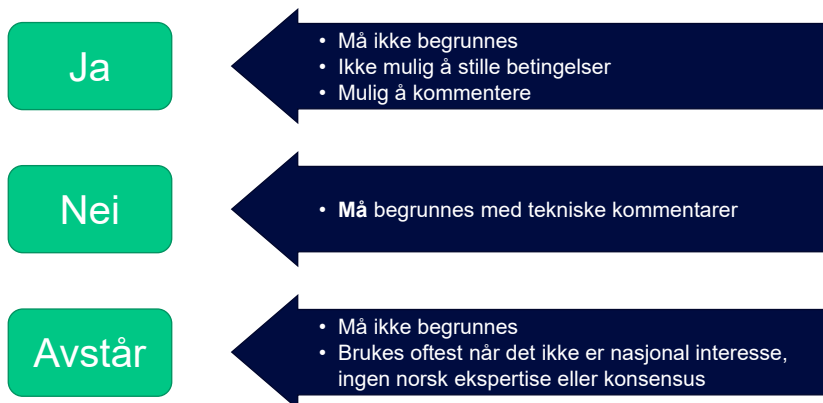 Ja
• Må ikke begrunnes
• Ikke mulig å stille betingelser
• Mulig å kommentere
Nei
• Må begrunnes med tekniske kommentarer
Avstår
• Må ikke begrunnes
• Brukes oftest når det ikke er nasjonal interesse,
ingen norsk ekspertise eller konsensus